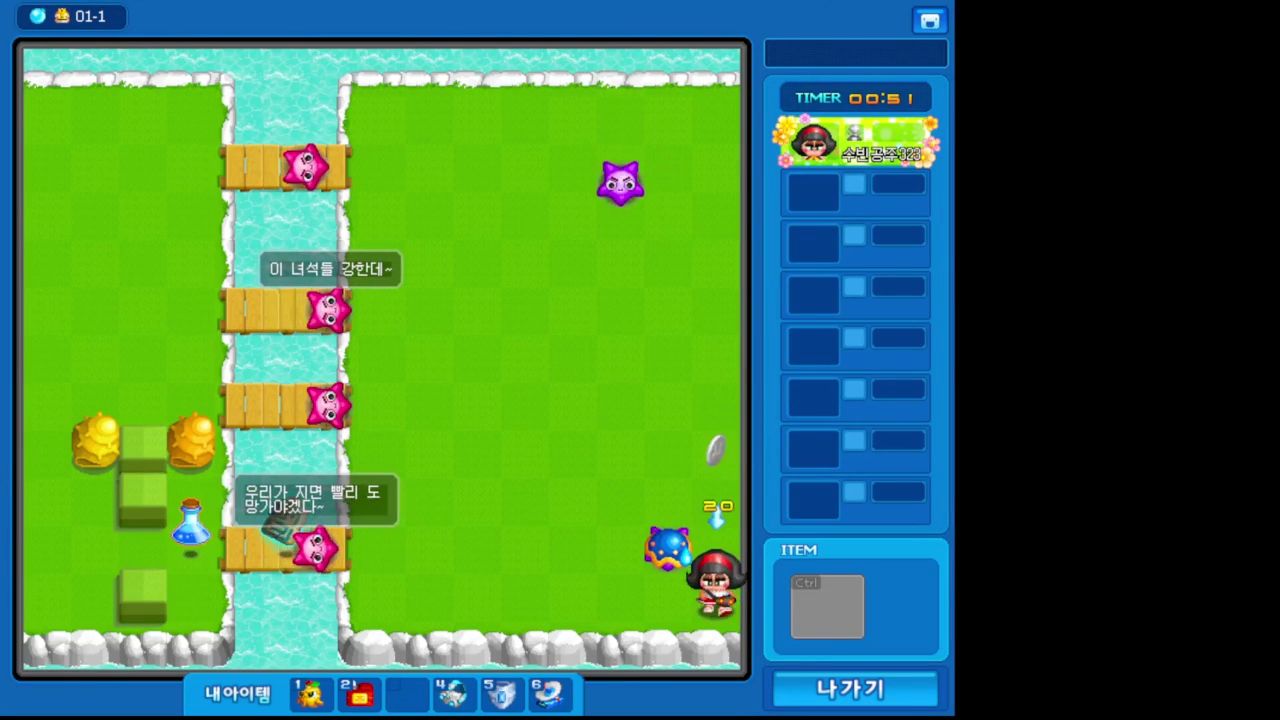 01-1
TIMER 00:51
수빈공주323
이 녀석들 강한데~
우리가 지면 빨리 도
망가야겠다~
20
ITEM
Ctrl
내아이템
1
2
4
5
6
나가기